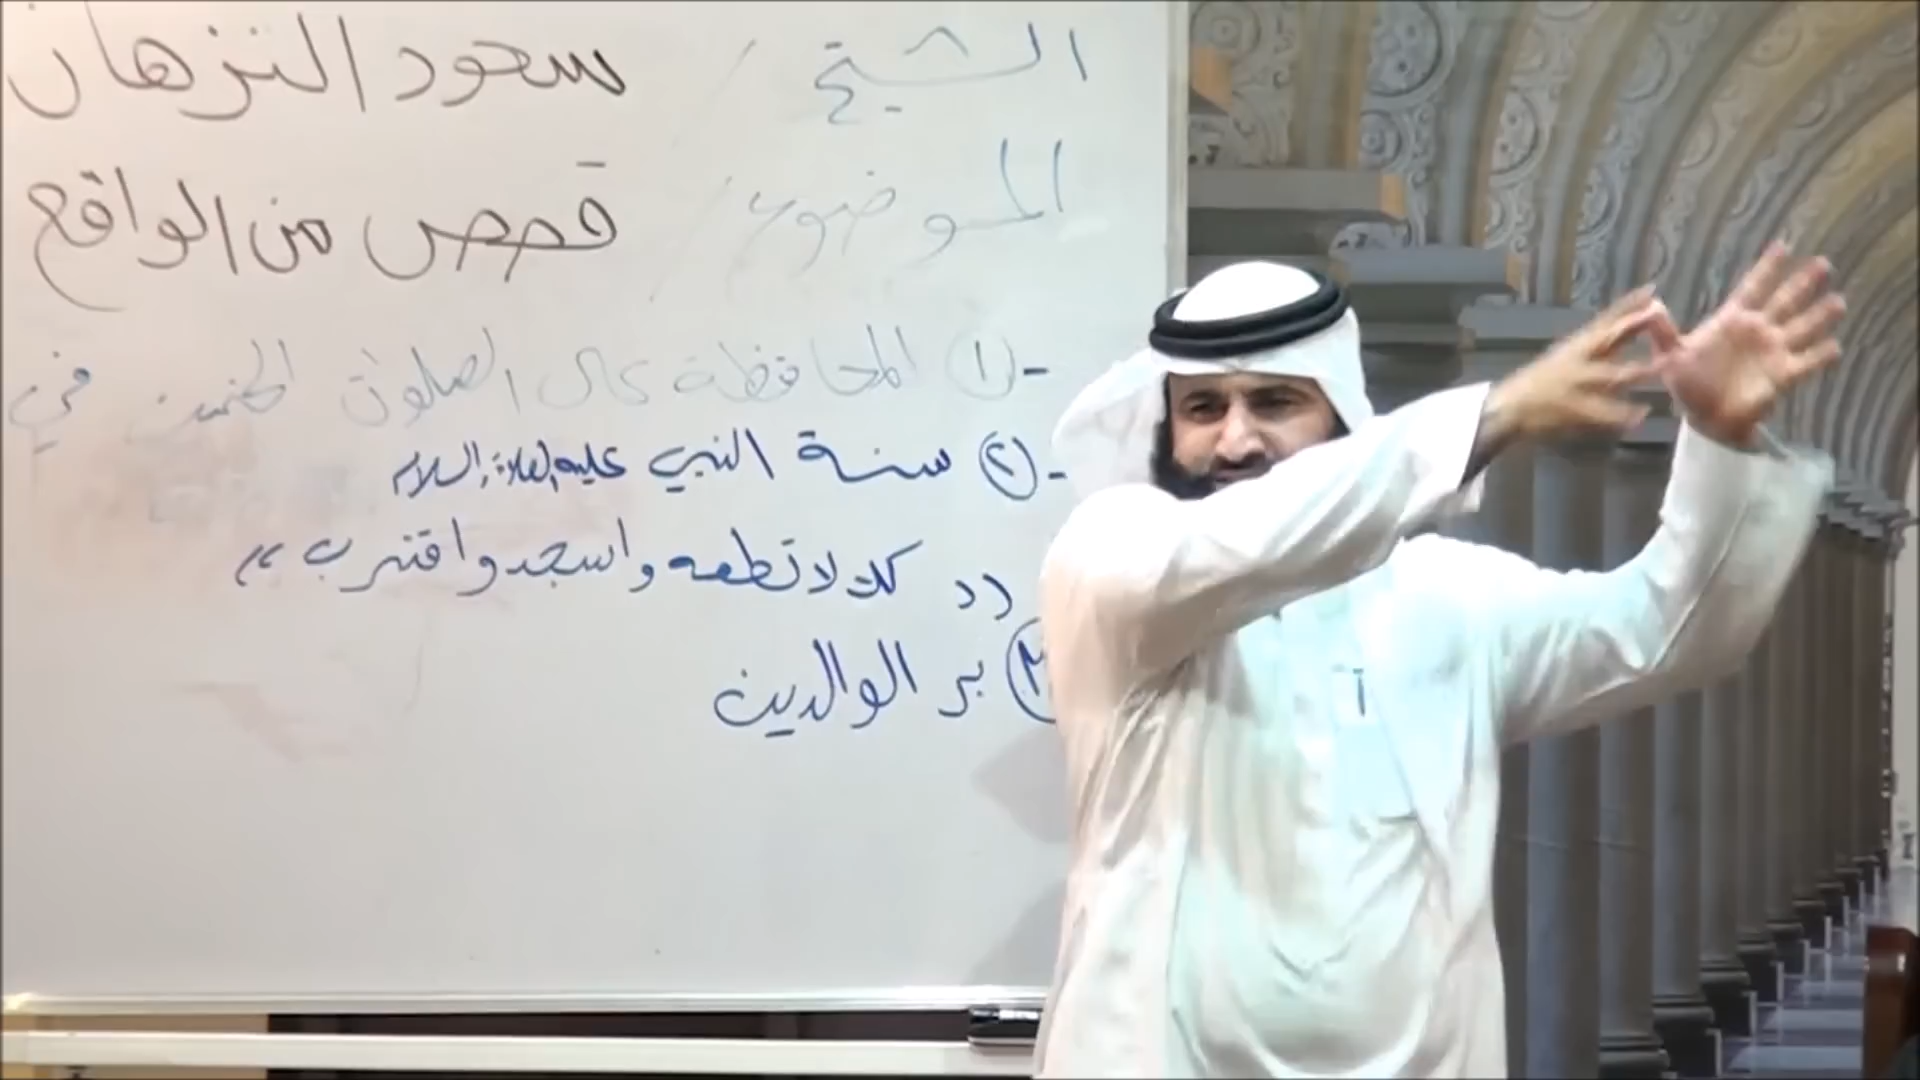 الشيخ / سعود النزهان
الموضوع / قصص من الواقع
- ١ المحافظة على الصلوات الخمس في
- ٢ سنة النبي عليه الصلاة والسلام
(( كلا لا تطعه واسجد واقترب ))
٣ بر الوالدين